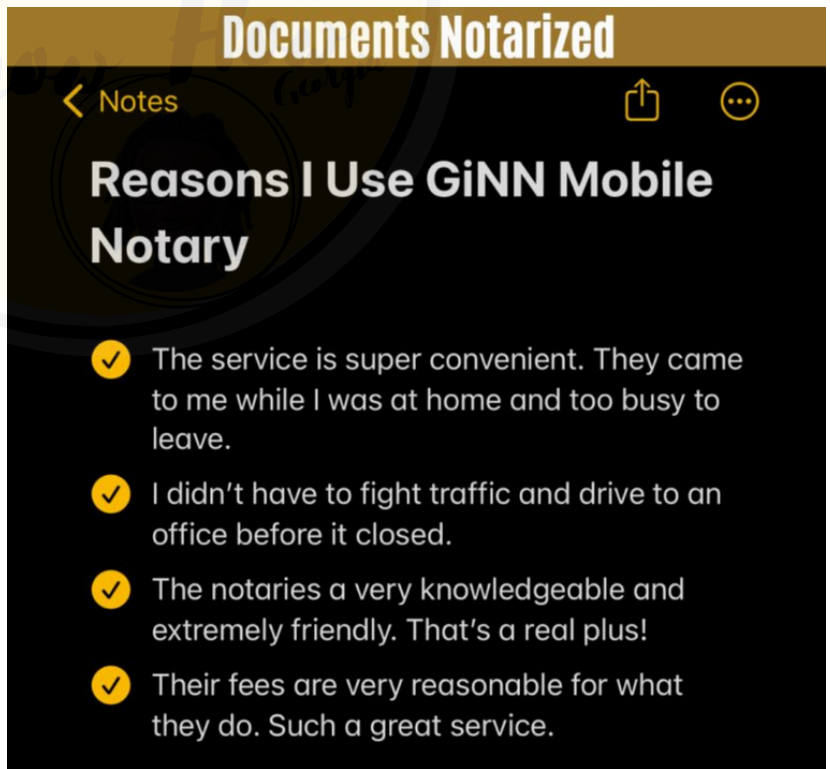 Documents Notarized
Notes
Reasons I Use GiNN Mobile
Notary
The service is super convenient. They came
to me while I was at home and too busy to
leave.
I didn't have to fight traffic and drive to an
office before it closed.
The notaries a very knowledgeable and
extremely friendly. That's a real plus!
Their fees are very reasonable for what
they do. Such a great service.
Georgia